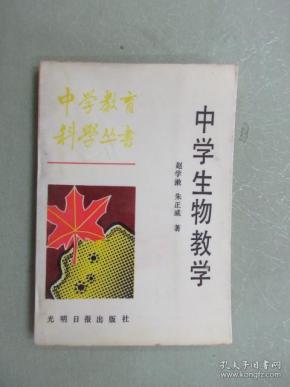 中学教育
科学丛书
中学生物教学
赵学漱 朱正威 著
光明日报出版社
孔夫子旧书网